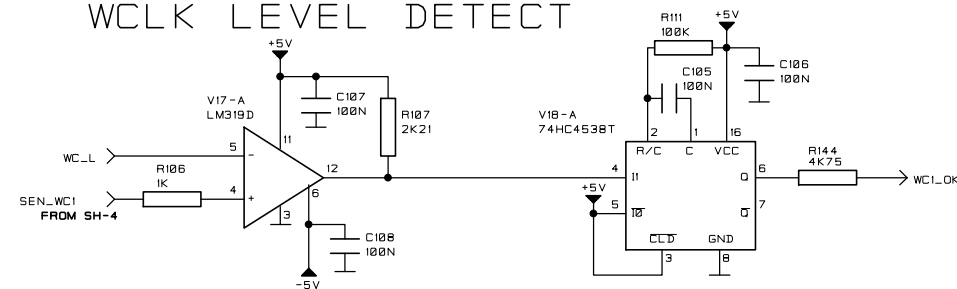 WCLK LEVEL DETECT
+5V
C107
100N
R107
2K21
V17-A
LM319D
11
WC_L
5
-
12
R106
1K
4
+
SEN_WC1
FROM SH-4
3
6
C108
100N
-5V
R111
100K
+5V
C105
100N
C106
100N
V18-A
74HC4538T
2
1
16
R/C
C
VCC
4
I1
Q
6
R144
4K75
WC1_OK
+5V
5
I0
Q
7
CLD
GND
3
8